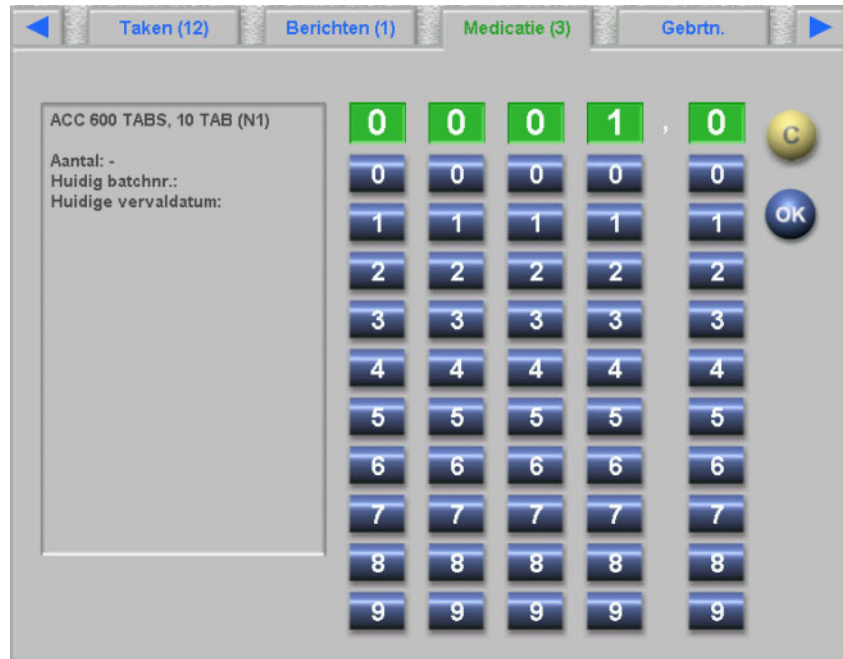 Taken (12) Berichten (1) Medicatie (3) Gebrtn.
ACC 600 TABS, 10 TAB (N1)
Aantal: -
Huidig batchnr.:
Huidige vervaldatum:
0 0 0 1 , 0 C
0 0 0 0 0
OK
1 1 1 1 1
2 2 2 2 2
3 3 3 3 3
4 4 4 4 4
5 5 5 5 5
6 6 6 6 6
7 7 7 7 7
8 8 8 8 8
9 9 9 9 9